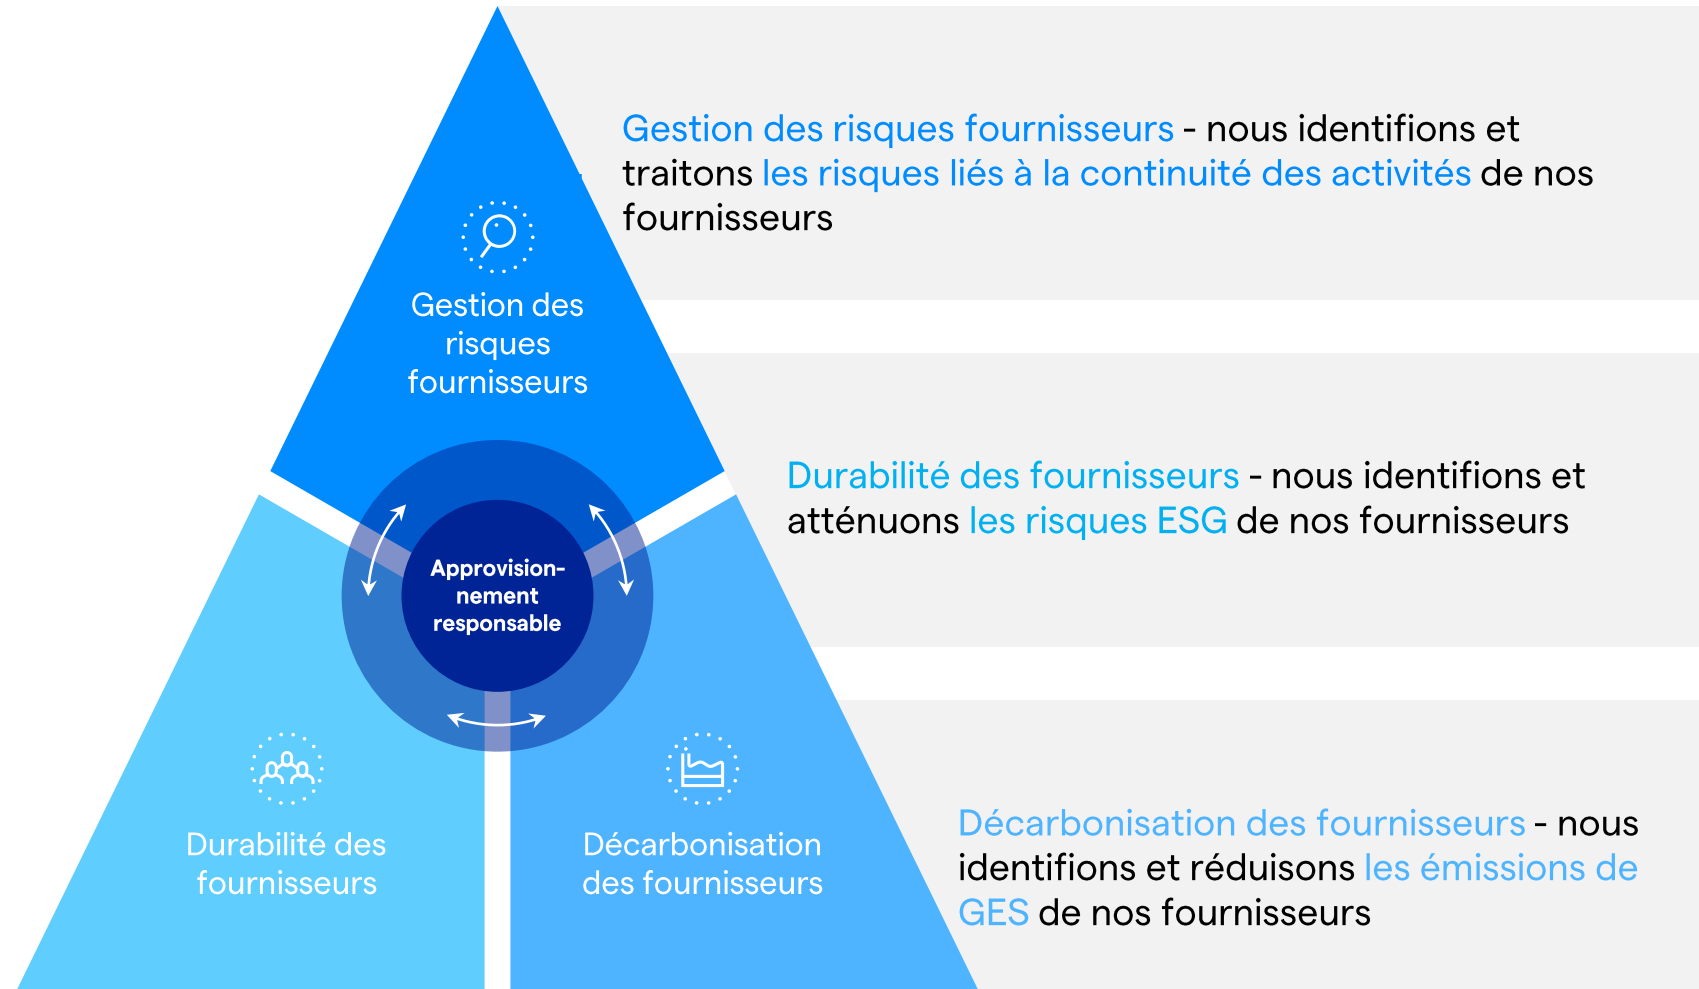 Gestion des risques fournisseurs - nous identifions et
traitons les risques liés à la continuité des activités de nos
fournisseurs
Gestion des
risques
fournisseurs
Durabilité des fournisseurs - nous identifions et
atténuons les risques ESG de nos fournisseurs
Approvision-
nement
responsable
Durabilité des
fournisseurs
Décarbonisation
des fournisseurs
Décarbonisation des fournisseurs - nous
identifions et réduisons les émissions de
GES de nos fournisseurs